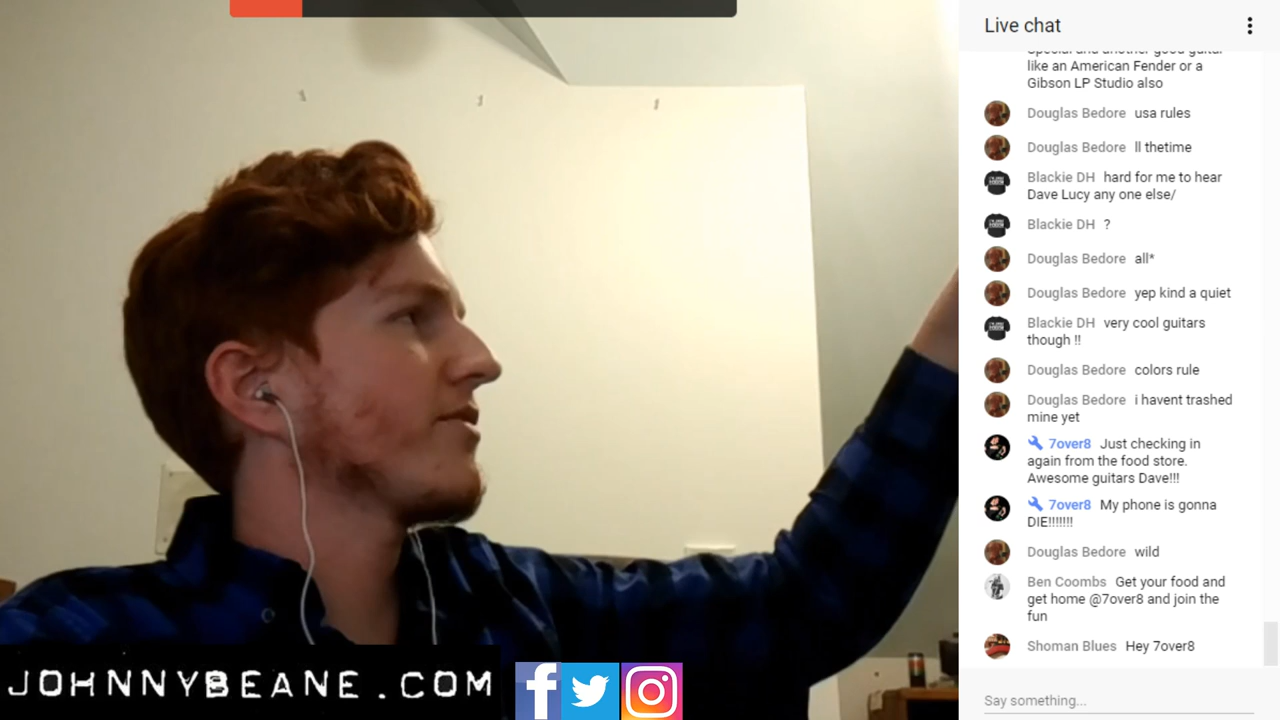 Live chat
Special and another good guitar
like an American Fender or a
Gibson LP Studio also
Douglas Bedore usa rules
Douglas Bedore ll thetime
Blackie DH hard for me to hear
Dave Lucy any one else/
Blackie DH ?
Douglas Bedore all*
Douglas Bedore yep kind a quiet
Blackie DH very cool guitars
though !!
Douglas Bedore colors rule
Douglas Bedore i havent trashed
mine yet
7over8 Just checking in
again from the food store.
Awesome guitars Dave!!!
7over8 My phone is gonna
DIE!!!!!!!
Douglas Bedore wild
Ben Coombs Get your food and
get home @7over8 and join the
fun
Shoman Blues Hey 7over8
Say something...
JOHNNYBEANE.COM